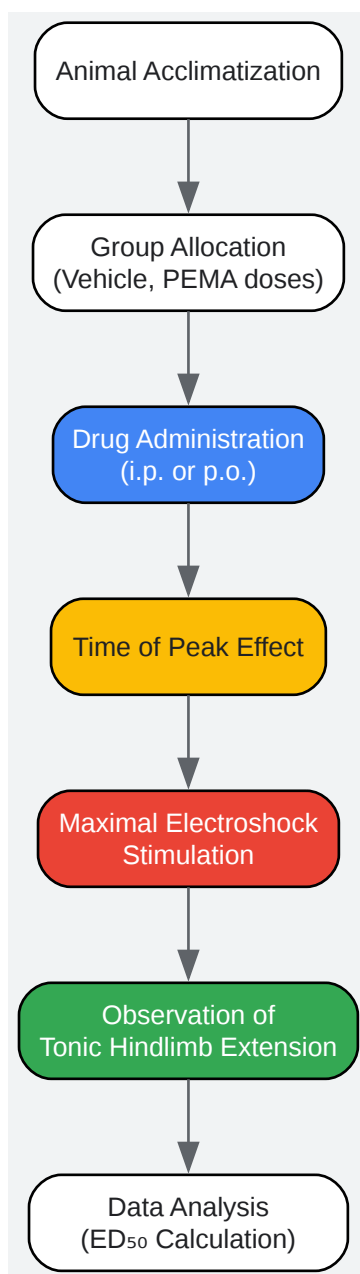 Animal Acclimatization
Group Allocation
(Vehicle, PEMA doses)
Drug Administration
(i.p. or p.o.)
Time of Peak Effect
Maximal Electroshock
Stimulation
Observation of
Tonic Hindlimb Extension
Data Analysis
(ED₅₀ Calculation)